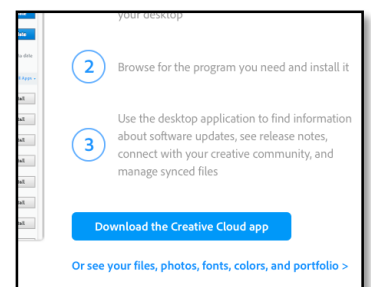 your desktop
2 Browse for the program you need and install it
Use the desktop application to find information
3 about software updates, see release notes,
connect with your creative community, and
manage synced files
Download the Creative Cloud app
Or see your files, photos, fonts, colors, and portfolio >